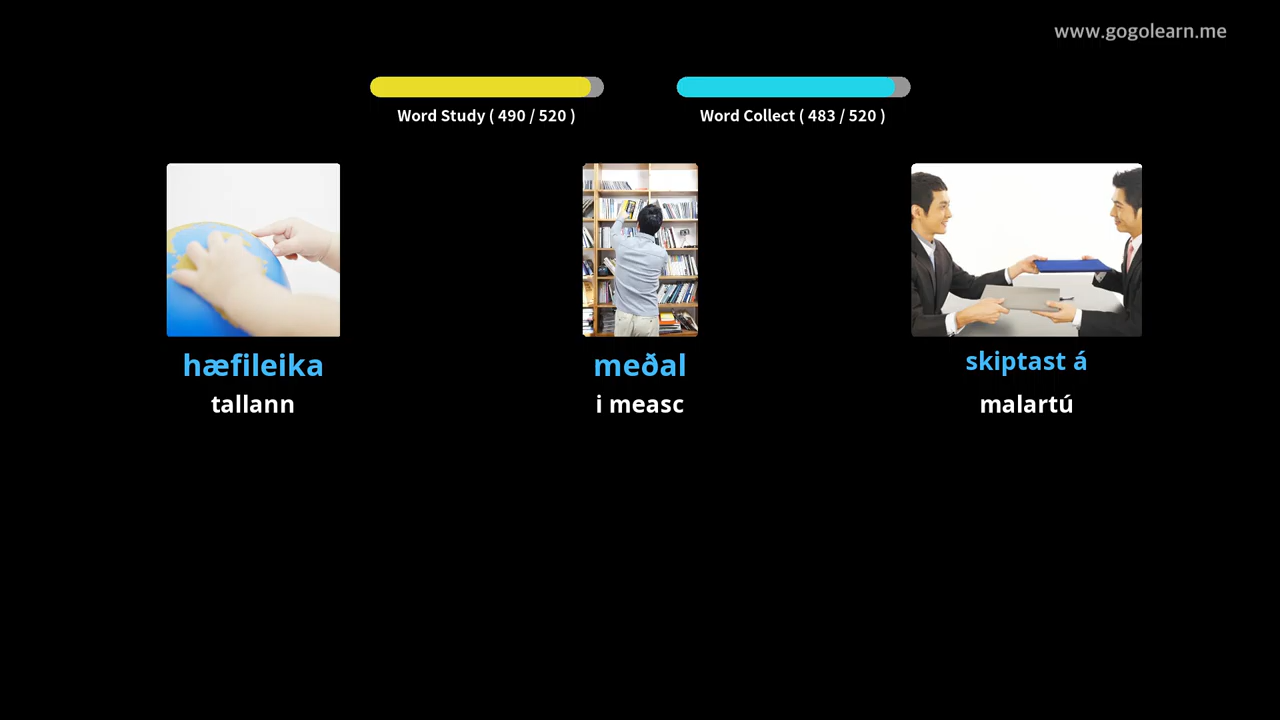 www.gogolearn.me
Word Study ( 490 / 520 )
Word Collect ( 483 / 520 )
hæfileika
meðal
skiptast á
tallann
i measc
malartú